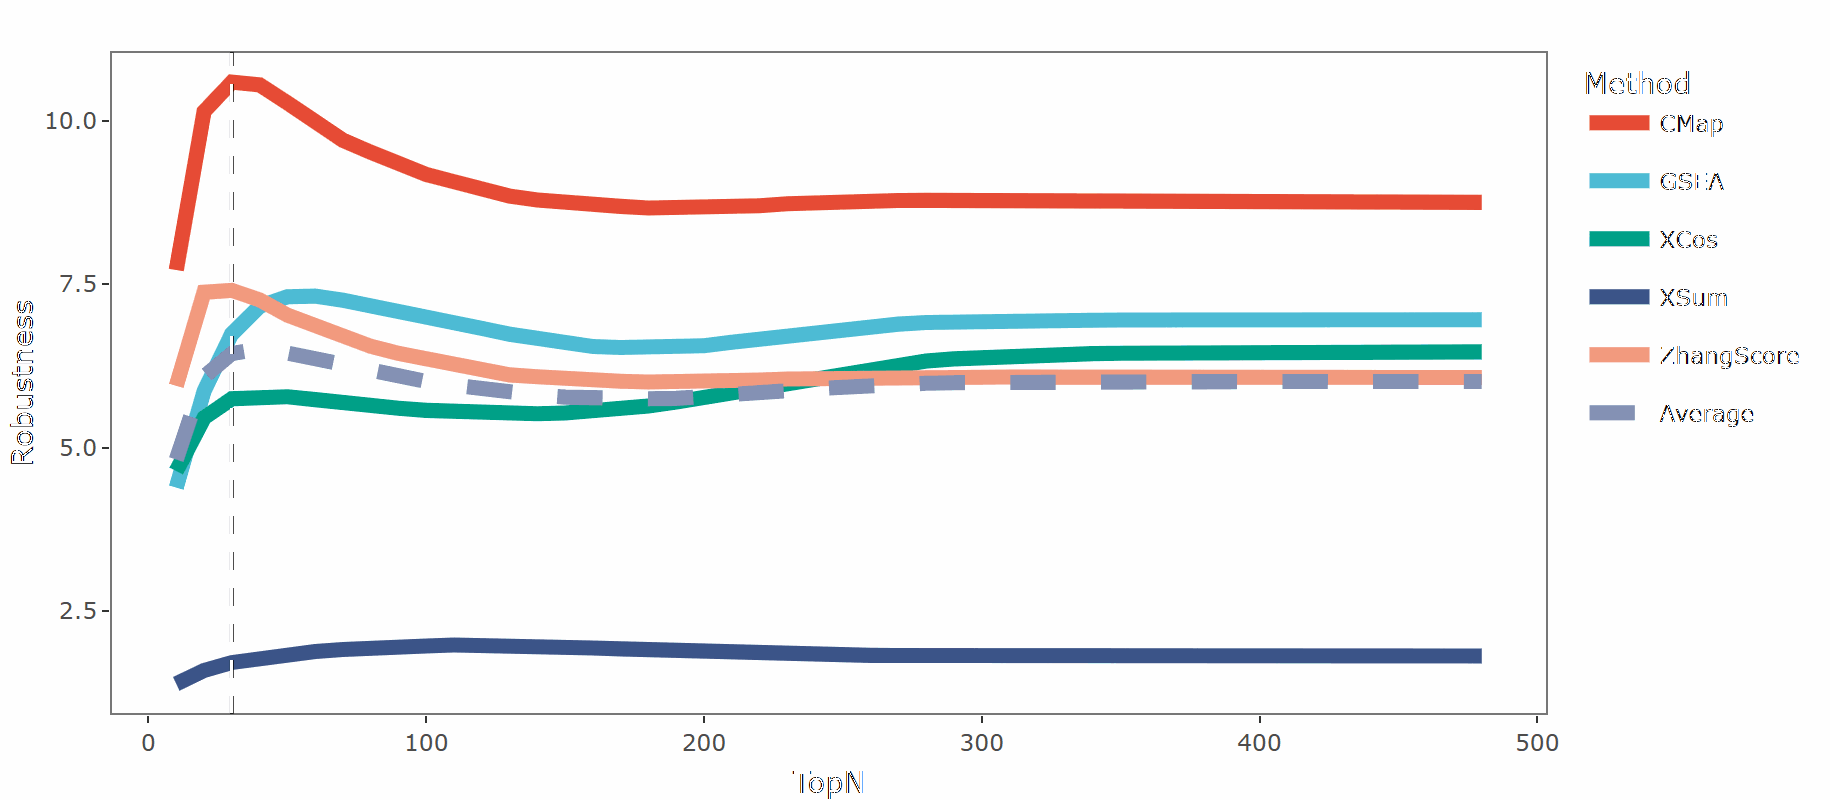 Robustness
10.0
7.5
5.0
2.5
0
100
200
300
400
500
TopN
Method
CMap
GSEA
XCos
XSum
ZhangScore
Average